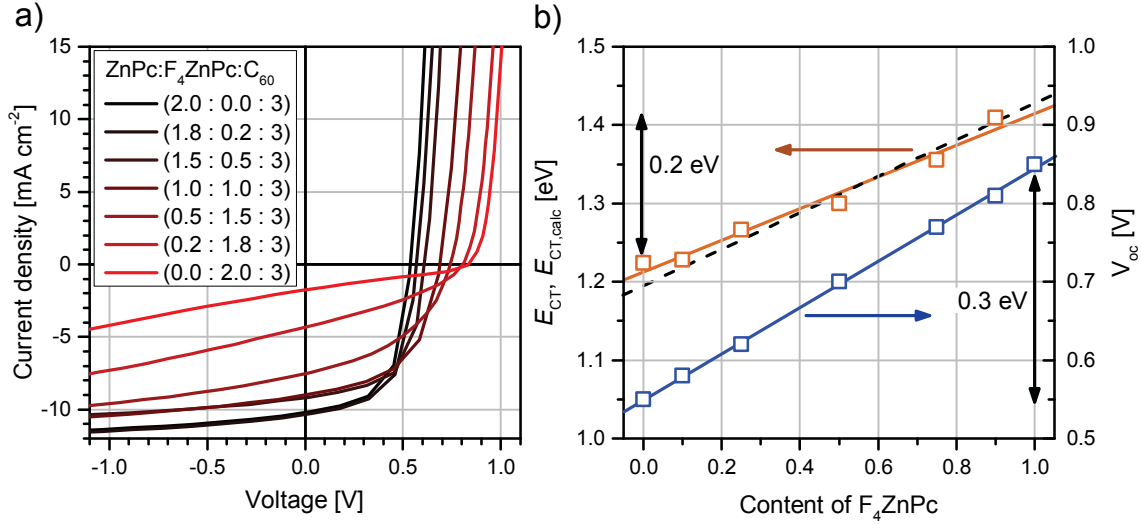 a)
ZnPc:F₄ZnPc:C₆₀
(2.0 : 0.0 : 3)
(1.8 : 0.2 : 3)
(1.5 : 0.5 : 3)
(1.0 : 1.0 : 3)
(0.5 : 1.5 : 3)
(0.2 : 1.8 : 3)
(0.0 : 2.0 : 3)
15
10
5
0
-5
-10
Current density [mA cm⁻²]
-1.0 -0.5 0.0 0.5 1.0
Voltage [V]
b)
1.5
1.4
1.3
1.2
1.1
1.0
E_CT, E_CT,calc [eV]
0.2 eV
0.3 eV
1.0
0.9
0.8
0.7
0.6
0.5
V_oc [V]
0.0 0.2 0.4 0.6 0.8 1.0
Content of F₄ZnPc